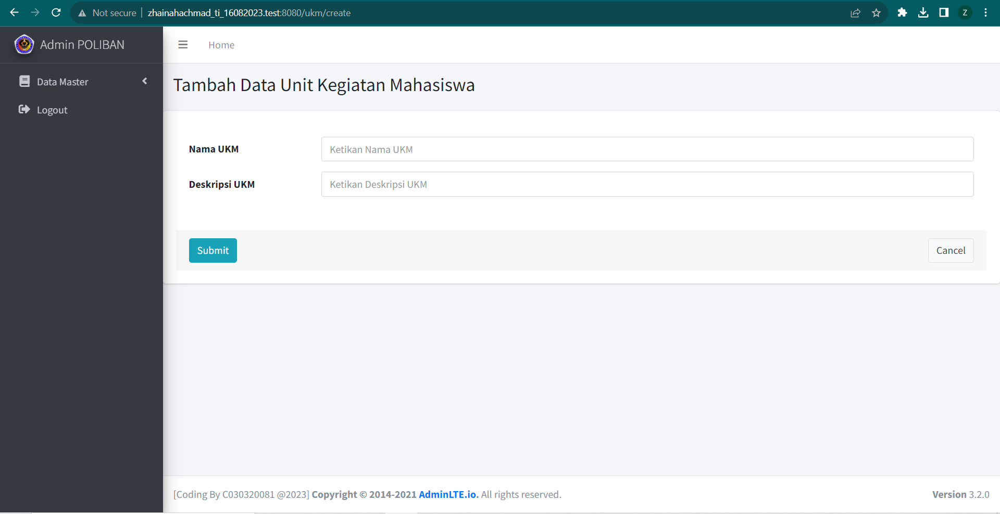 Not secure zhainahachmad_ti_16082023.test:8080/ukm/create
Z
Admin POLIBAN
Home
Data Master
Logout
Tambah Data Unit Kegiatan Mahasiswa
Nama UKM
Ketikan Nama UKM
Deskripsi UKM
Ketikan Deskripsi UKM
Submit
Cancel
[Coding By C030320081 @2023] Copyright © 2014-2021 AdminLTE.io. All rights reserved.
Version 3.2.0